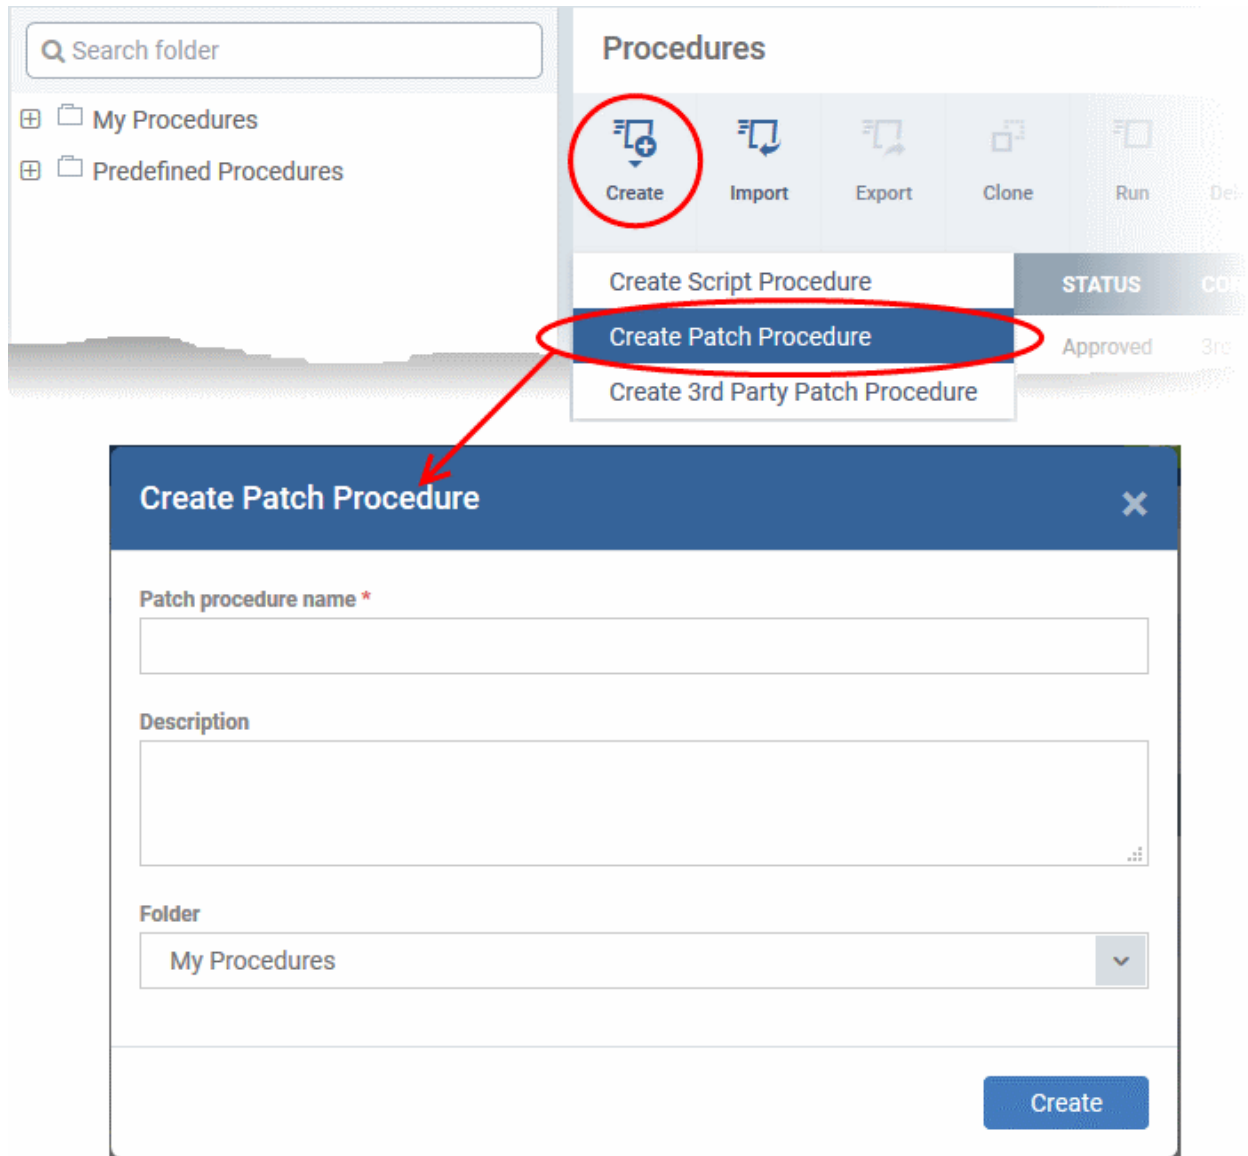 Search folder
My Procedures
Predefined Procedures
Procedures
Create
Import
Export
Clone
Run
Create Script Procedure
Create Patch Procedure
Create 3rd Party Patch Procedure
STATUS
Approved
3rd
Create Patch Procedure
Patch procedure name *
Description
Folder
My Procedures
Create